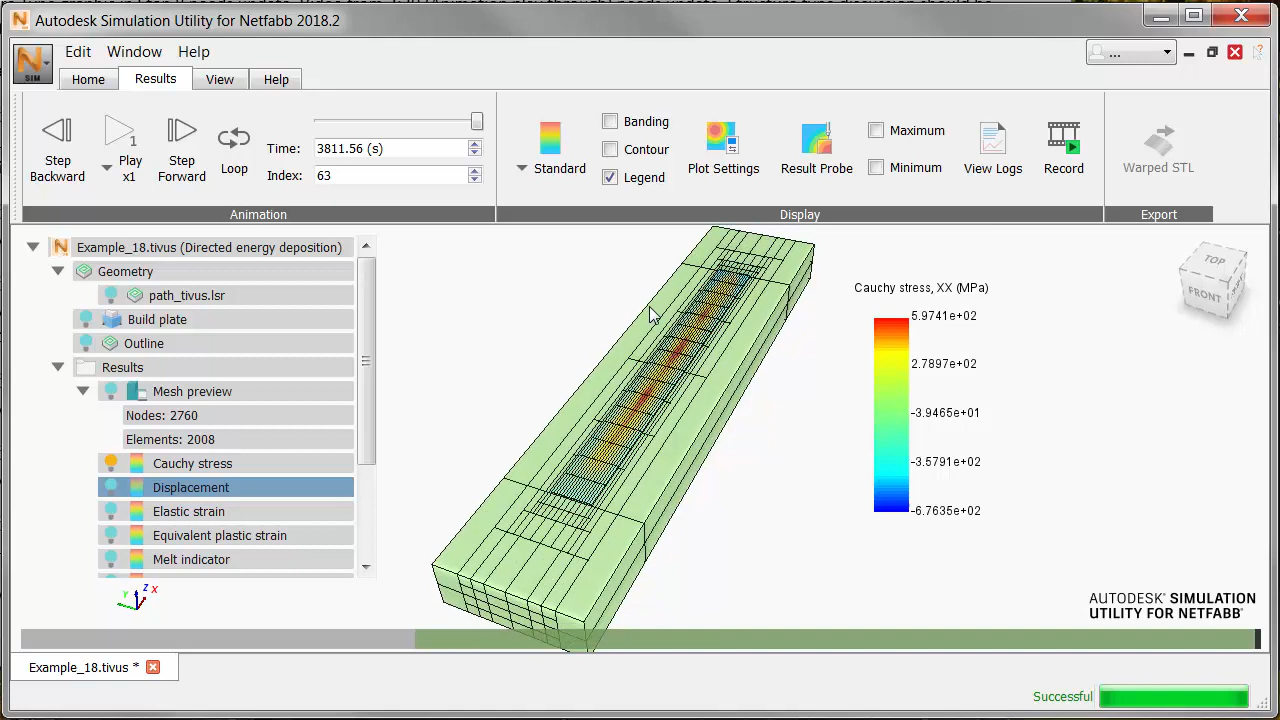 Autodesk Simulation Utility for Netfabb 2018.2
Edit Window Help
...
SIM
Home Results View Help
Step Backward
Play x1
1
Step Forward
Loop
Time: 3811.56 (s)
Index: 63
Animation
Standard
Banding
Contour
Legend
Plot Settings
Result Probe
Maximum
Minimum
View Logs
Record
Display
Warped STL
Export
Example_18.tivus (Directed energy deposition)
Geometry
path_tivus.lsr
Build plate
Outline
Results
Mesh preview
Nodes: 2760
Elements: 2008
Cauchy stress
Displacement
Elastic strain
Equivalent plastic strain
Melt indicator
Y Z X
Cauchy stress, XX (MPa)
5.9741e+02
2.7897e+02
-3.9465e+01
-3.5791e+02
-6.7635e+02
TOP
FRONT
AUTODESK® SIMULATION
UTILITY FOR NETFABB™
Example_18.tivus *
Successful